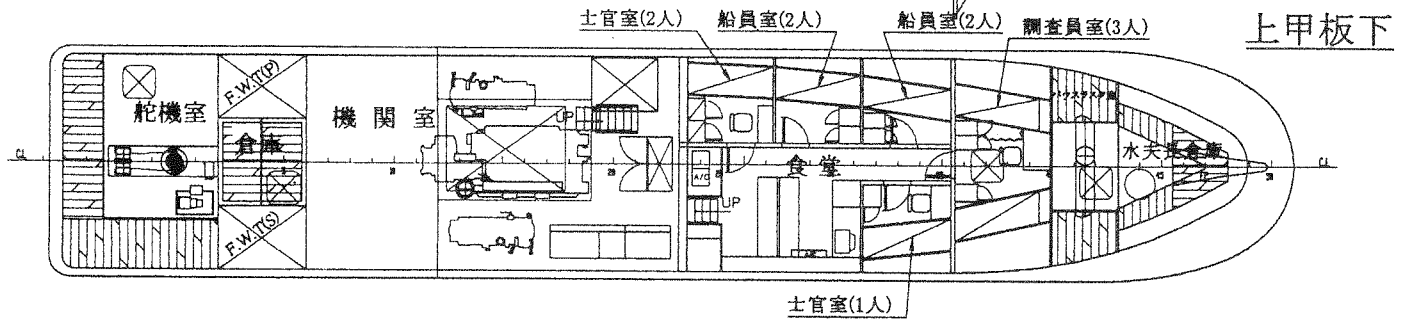 上甲板下
士官室(2人)
船員室(2人)
船員室(2人)
調査員室(3人)
舵機室
F.W.T(P)
倉庫
F.W.T(S)
機関室
UP
A/C
UP
食堂
士官室(1人)
水夫長倉庫